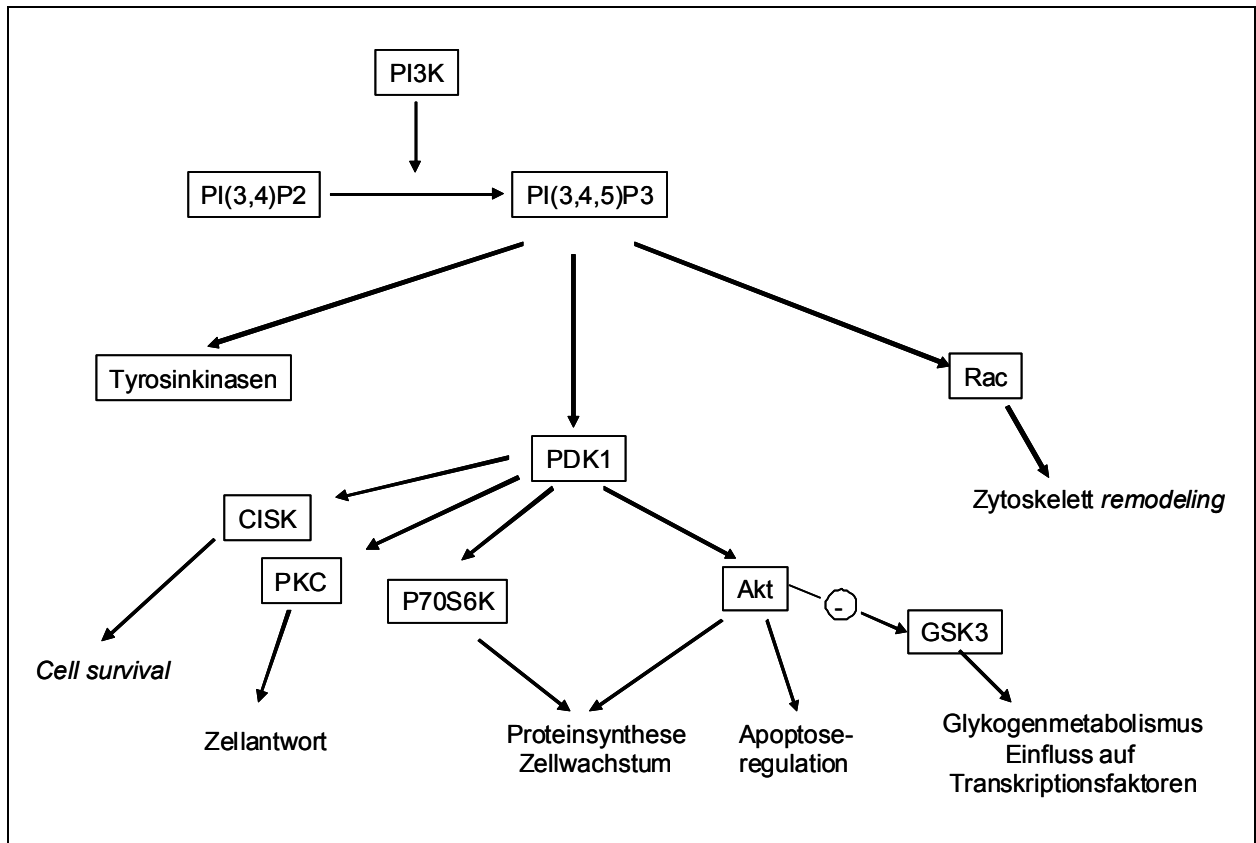 PI3K
PI(3,4)P2
PI(3,4,5)P3
Tyrosinkinasen
Rac
PDK1
Zytoskelett remodeling
CISK
PKC
P70S6K
Akt
-
GSK3
Cell survival
Zellantwort
Proteinsynthese
Zellwachstum
Apoptose-
regulation
Glykogenmetabolismus
Einfluss auf
Transkriptionsfaktoren